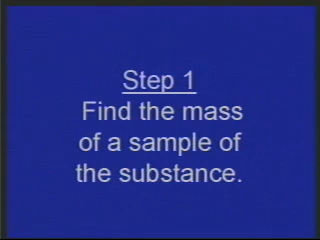 Step 1
Find the mass
of a sample of
the substance.